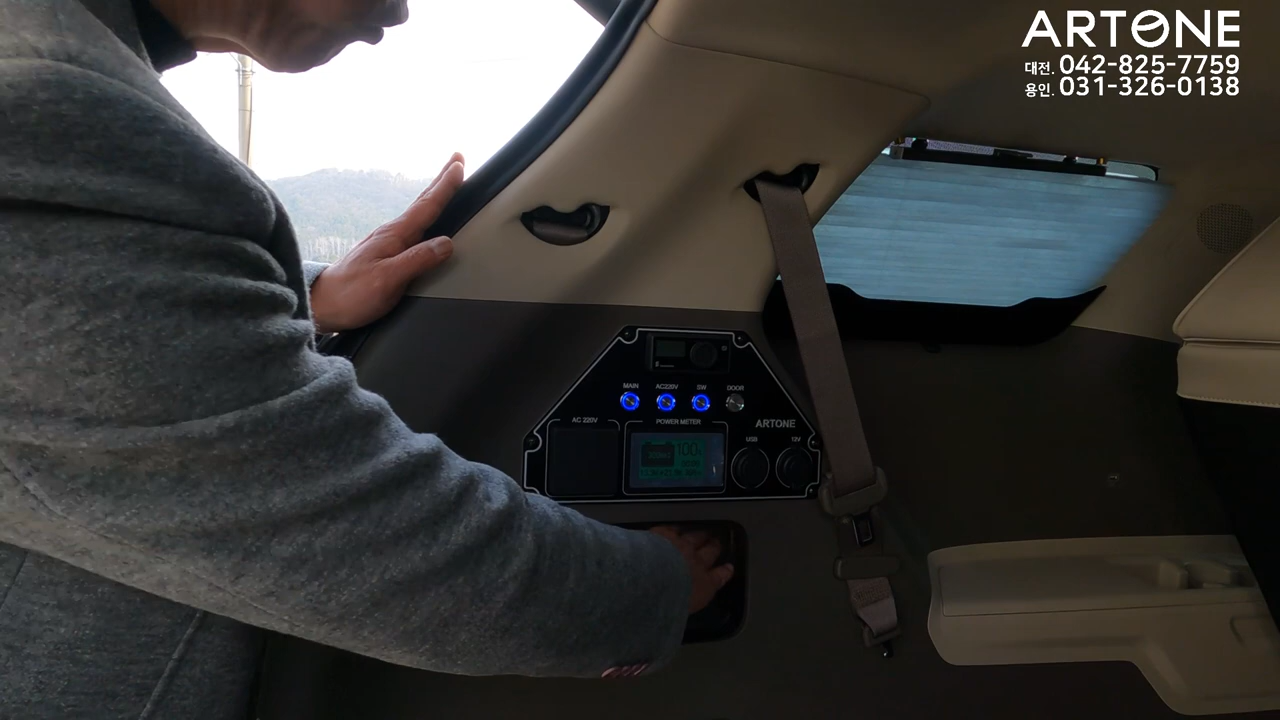 ARTONE
대전. 042-825-7759
용인. 031-326-0138
MAIN AC220V SW DOOR
AC 220V POWER METER ARTONE
USB 12V
100